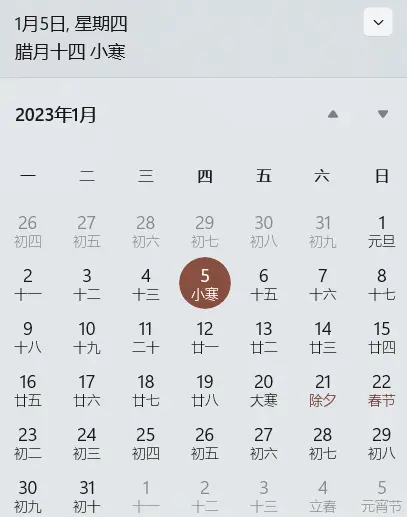 1月5日, 星期四
腊月十四 小寒
2023年1月
一 二 三 四 五 六 日
26 27 28 29 30 31 1
初四 初五 初六 初七 初八 初九 元旦
2 3 4 5 6 7 8
十一 十二 十三 小寒 十五 十六 十七
9 10 11 12 13 14 15
十八 十九 二十 廿一 廿二 廿三 廿四
16 17 18 19 20 21 22
廿五 廿六 廿七 廿八 大寒 除夕 春节
23 24 25 26 27 28 29
初二 初三 初四 初五 初六 初七 初八
30 31 1 2 3 4 5
初九 初十 十一 十二 十三 立春 元宵节